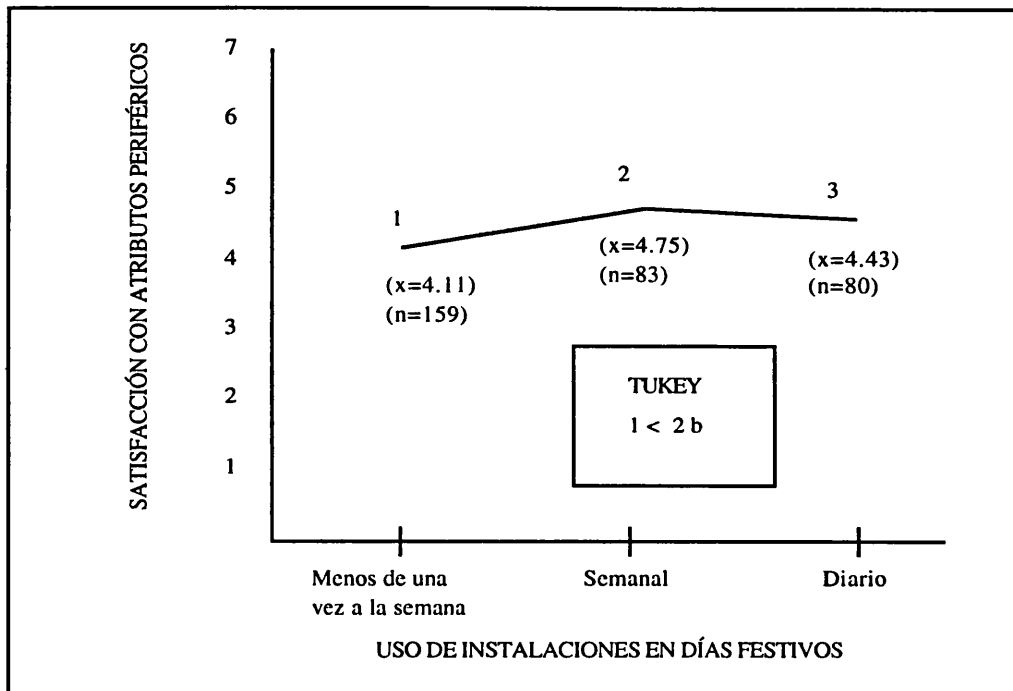 SATISFACCIÓN CON ATRIBUTOS PERIFÉRICOS
7
6
5
4
3
2
1
1
2
3
(x=4.11)
(n=159)
(x=4.75)
(n=83)
(x=4.43)
(n=80)
TUKEY
1 < 2 b
Menos de una
vez a la semana
Semanal
Diario
USO DE INSTALACIONES EN DÍAS FESTIVOS